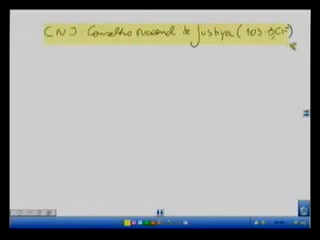 CNJ. Conselho Nacional de Justiça (103-B, CF)